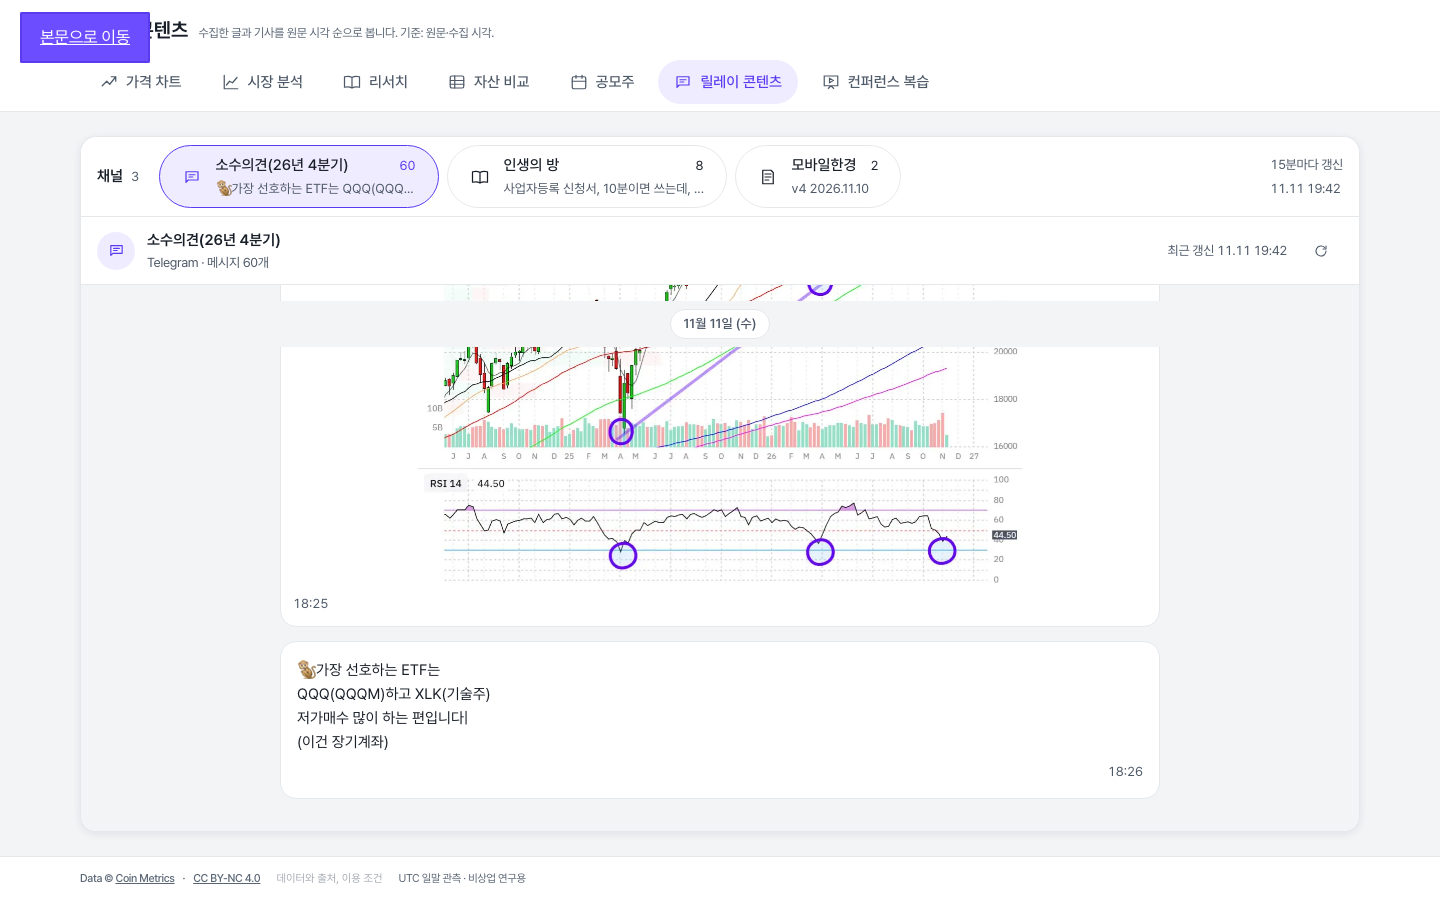 본문으로 이동
콘텐츠 수집한 글과 기사를 원문 시각 순으로 봅니다. 기준: 원문·수집 시각.
가격 차트 시장 분석 리서치 자산 비교 공모주 릴레이 콘텐츠 컨퍼런스 복습
채널 3
소수의견(26년 4분기) 60
🐿️가장 선호하는 ETF는 QQQ(QQQ...
인생의 방 8
사업자등록 신청서, 10분이면 쓰는데, ...
모바일한경 2
v4 2026.11.10
15분마다 갱신
11.11 19:42
소수의견(26년 4분기)
Telegram · 메시지 60개
최근 갱신 11.11 19:42
11월 11일 (수)
20000
18000
16000
10B
5B
J J A S O N D 25 F M A M J J A S O N D 26 F M A M J J A S O N D 27
RSI 14 44.50
100
80
60
44.50
40
20
0
18:25
🐿️가장 선호하는 ETF는
QQQ(QQQM)하고 XLK(기술주)
저가매수 많이 하는 편입니다|
(이건 장기계좌)
18:26
Data © Coin Metrics · CC BY-NC 4.0 데이터와 출처, 이용 조건 UTC 일말 관측 · 비상업 연구용